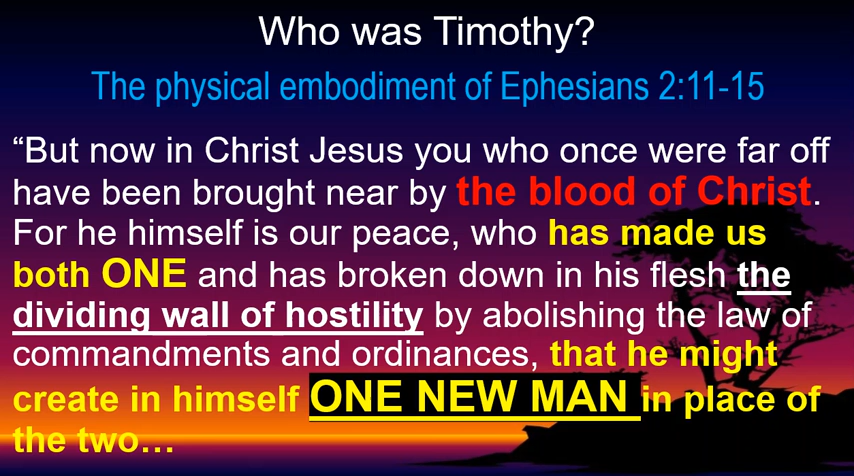 Who was Timothy?
The physical embodiment of Ephesians 2:11-15
“But now in Christ Jesus you who once were far off
have been brought near by the blood of Christ.
For he himself is our peace, who has made us
both ONE and has broken down in his flesh the
dividing wall of hostility by abolishing the law of
commandments and ordinances, that he might
create in himself ONE NEW MAN in place of
the two…